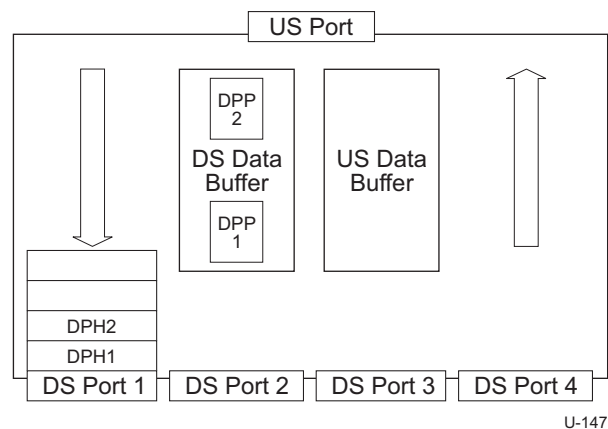 US Port
DPP
2
DS Data
Buffer
DPP
1
US Data
Buffer
DPH2
DPH1
DS Port 1
DS Port 2
DS Port 3
DS Port 4
U-147